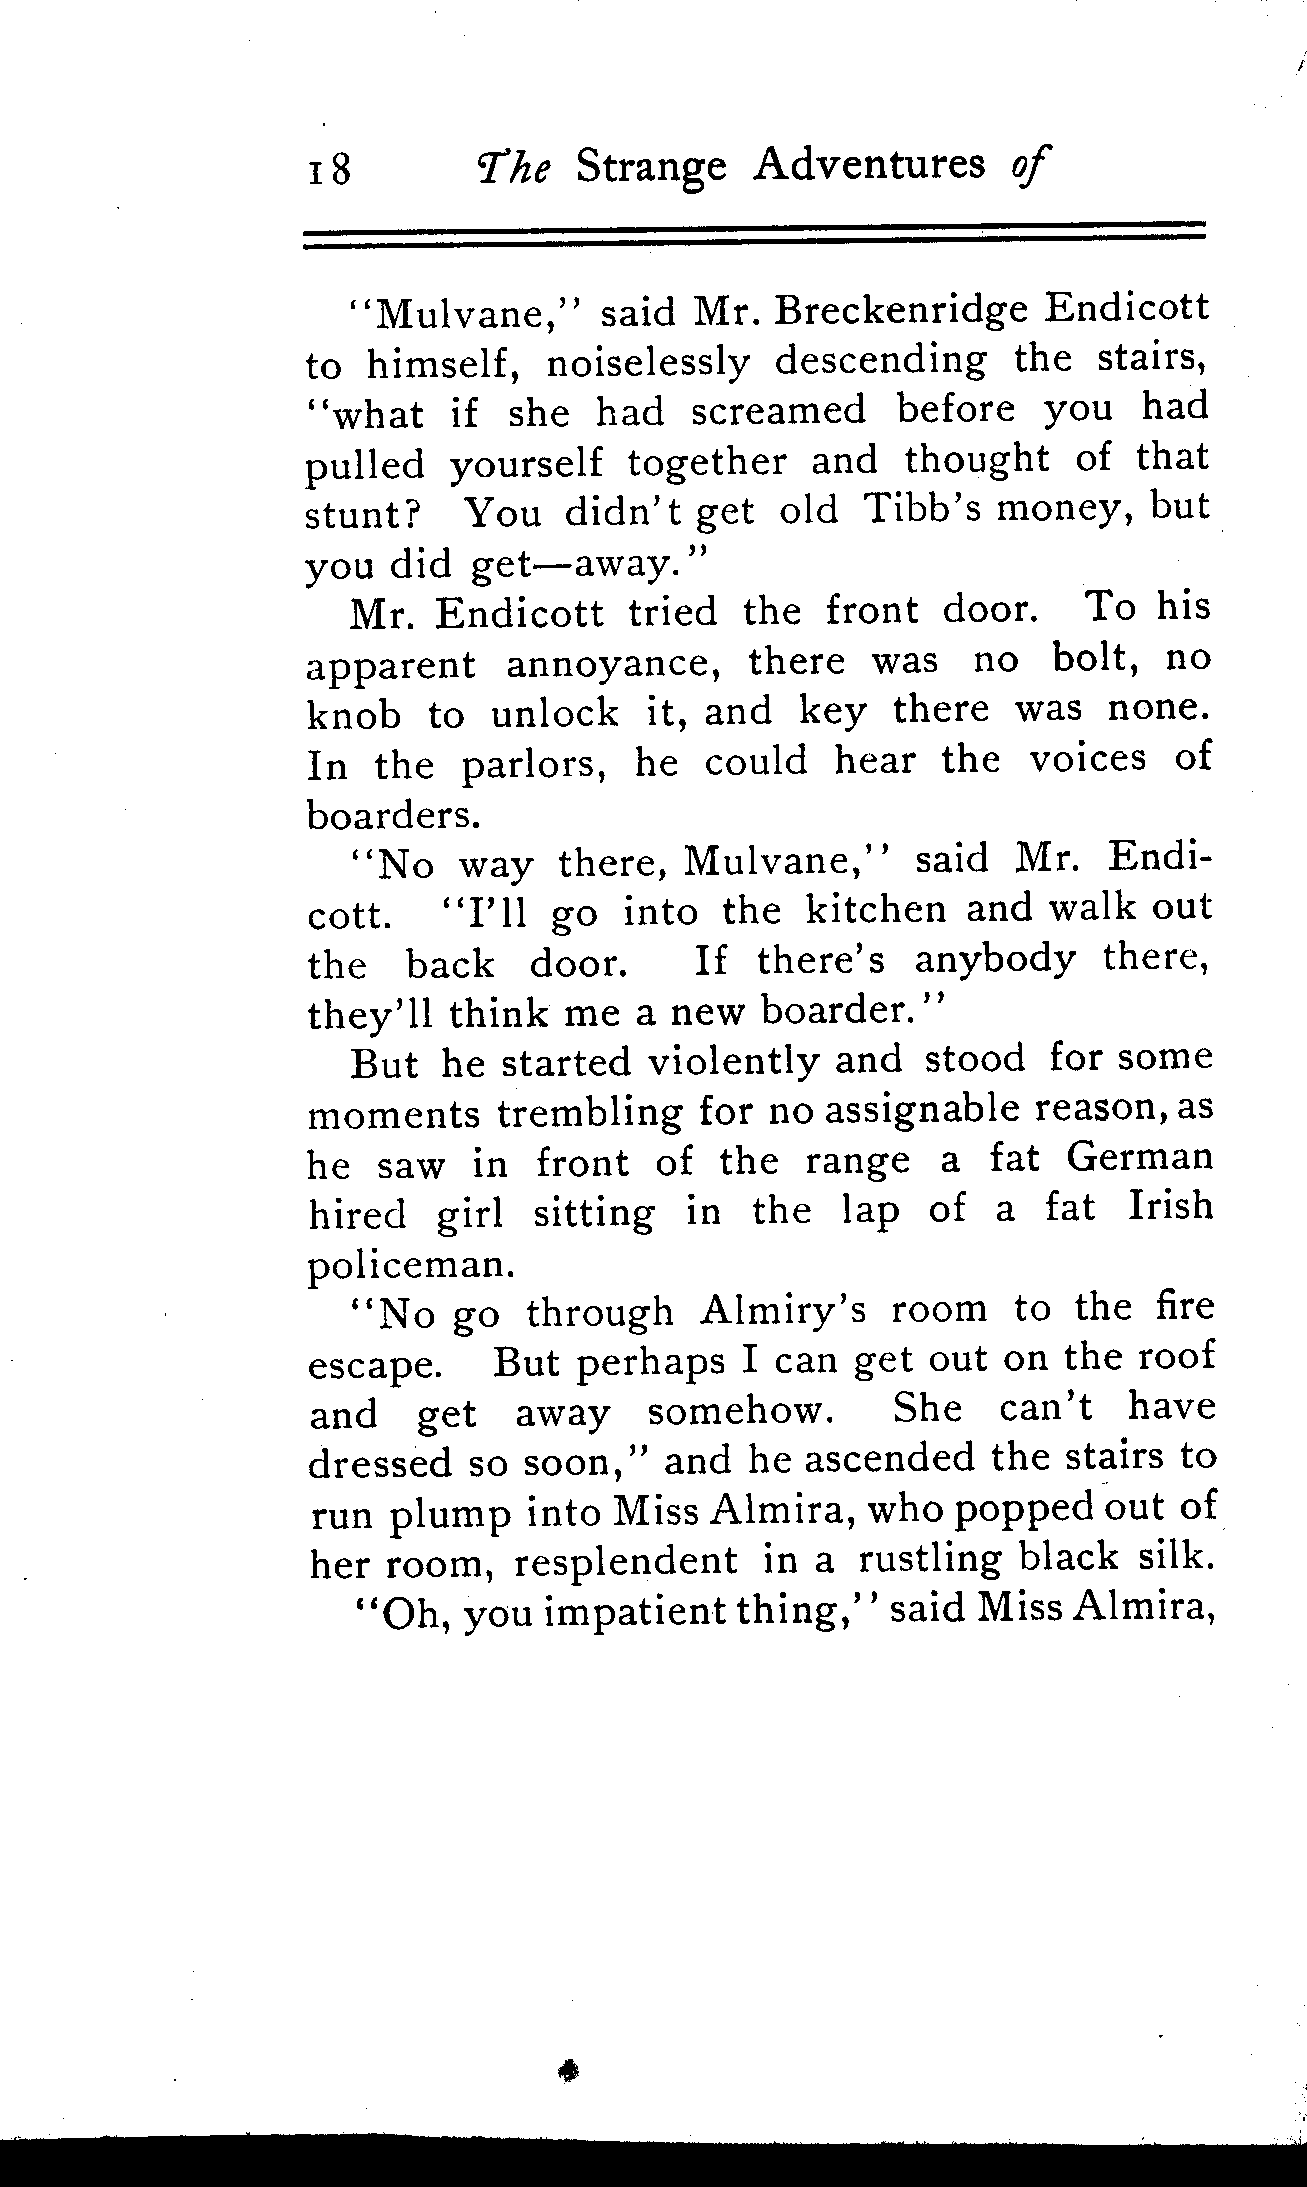 18 The Strange Adventures of
"Mulvane," said Mr. Breckenridge Endicott
to himself, noiselessly descending the stairs,
"what if she had screamed before you had
pulled yourself together and thought of that
stunt? You didn't get old Tibb's money, but
you did get—away."
Mr. Endicott tried the front door. To his
apparent annoyance, there was no bolt, no
knob to unlock it, and key there was none.
In the parlors, he could hear the voices of
boarders.
"No way there, Mulvane," said Mr. Endi-
cott. "I'll go into the kitchen and walk out
the back door. If there's anybody there,
they'll think me a new boarder."
But he started violently and stood for some
moments trembling for no assignable reason, as
he saw in front of the range a fat German
hired girl sitting in the lap of a fat Irish
policeman.
"No go through Almiry's room to the fire
escape. But perhaps I can get out on the roof
and get away somehow. She can't have
dressed so soon," and he ascended the stairs to
run plump into Miss Almira, who popped out of
her room, resplendent in a rustling black silk.
"Oh, you impatient thing," said Miss Almira,